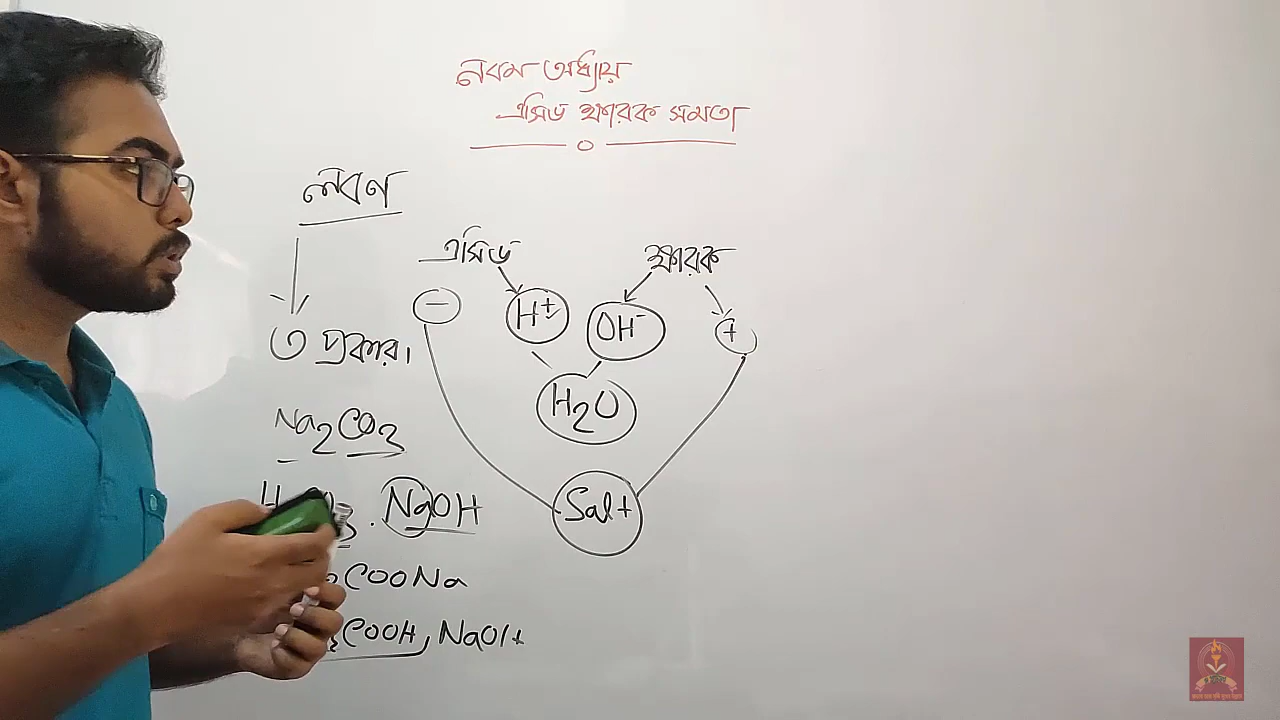 নবম অধ্যায়
এসিড ক্ষারক সমতা
লবণ
এসিড ক্ষারক
− H+ OH− +
৩ প্রকার।
H2O
Na2CO3
NaOH
Salt
COONa
COOH, NaOH